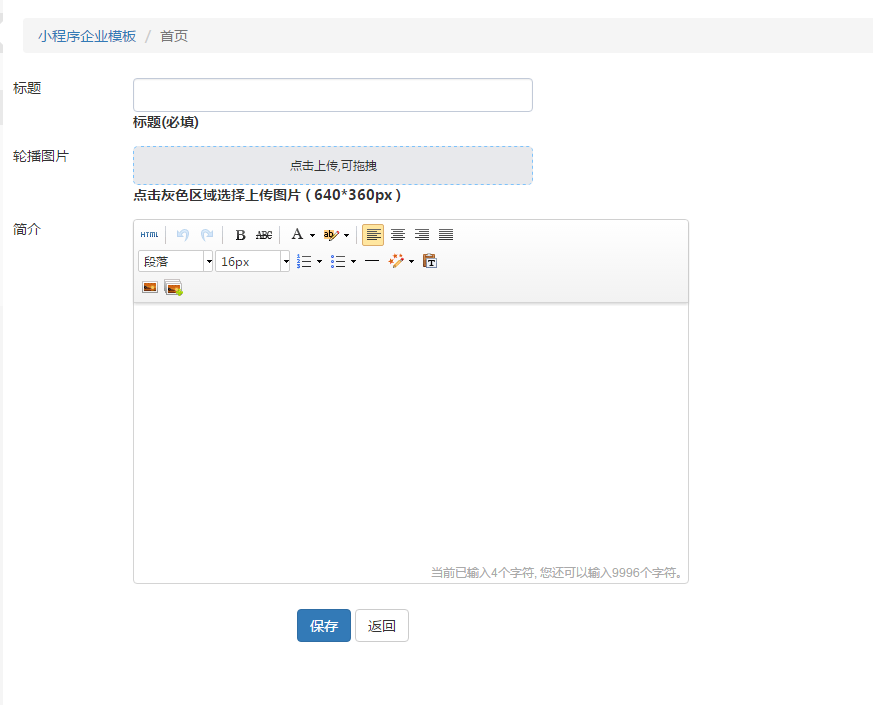 小程序企业模板 / 首页
标题
标题(必填)
轮播图片
点击上传,可拖拽
点击灰色区域选择上传图片（640*360px）
简介
HTML B ABC A ab
段落 16px
当前已输入4个字符, 您还可以输入9996个字符。
保存 返回